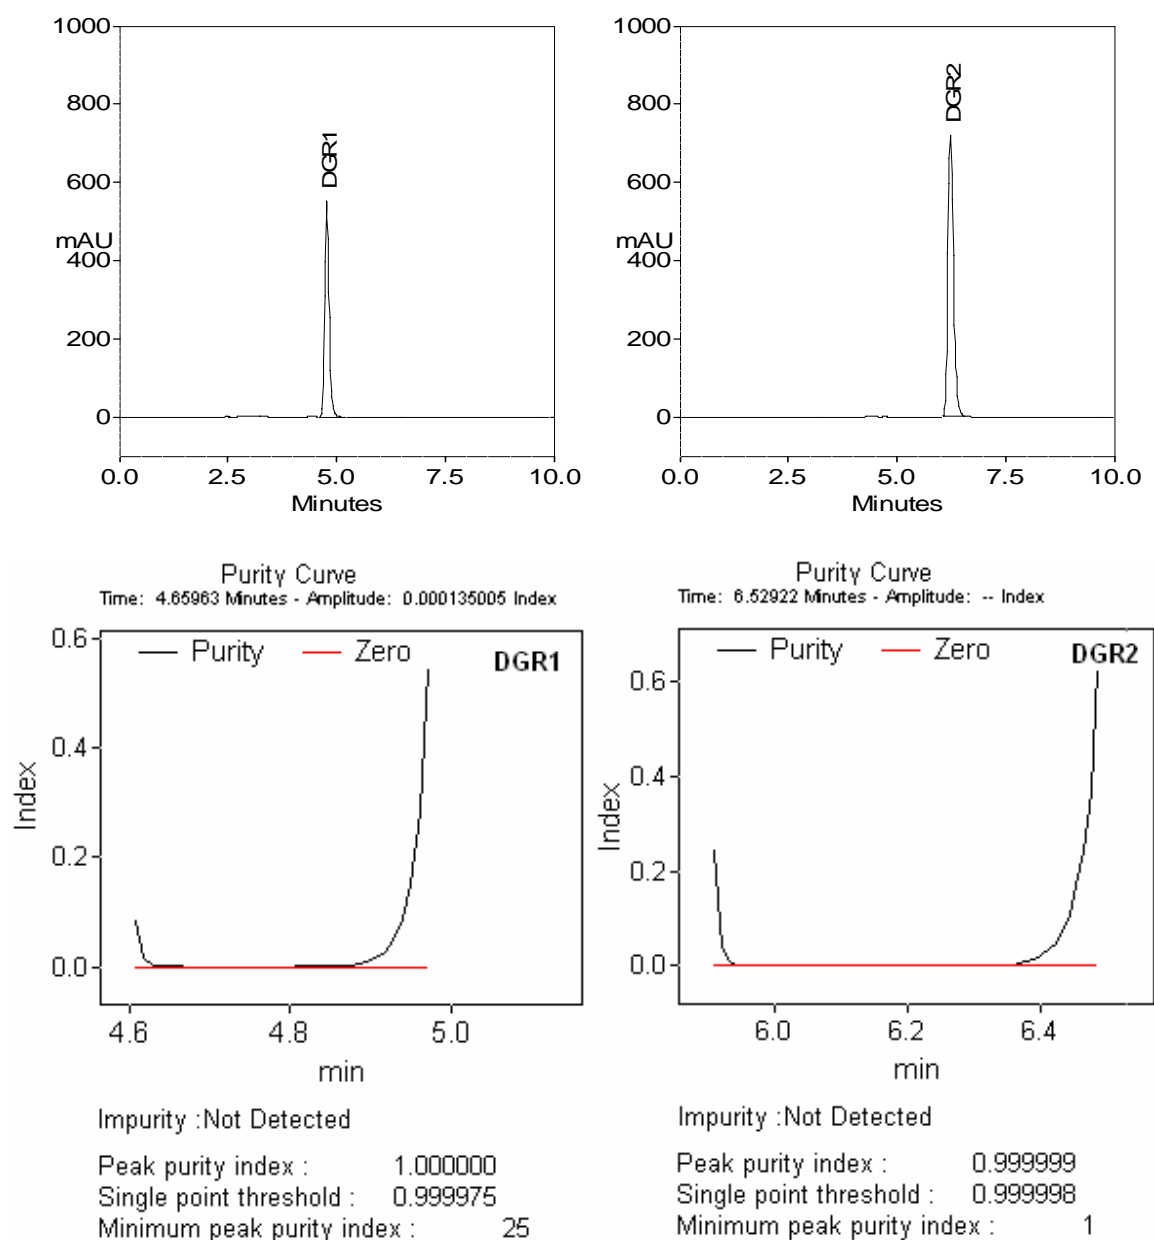 1000
800
600
mAU
400
200
0
DGR1
0.0 2.5 5.0 7.5 10.0
Minutes
1000
800
600
mAU
400
200
0
DGR2
0.0 2.5 5.0 7.5 10.0
Minutes
Purity Curve
Time: 4.65963 Minutes - Amplitude: 0.000135005 Index
Purity Zero DGR1
0.6
0.4
0.2
0.0
Index
4.6 4.8 5.0
min
Impurity :Not Detected
Peak purity index : 1.000000
Single point threshold : 0.999975
Minimum peak purity index : 25
Purity Curve
Time: 6.52922 Minutes - Amplitude: -- Index
Purity Zero DGR2
0.6
0.4
0.2
0.0
Index
6.0 6.2 6.4
min
Impurity :Not Detected
Peak purity index : 0.999999
Single point threshold : 0.999998
Minimum peak purity index : 1